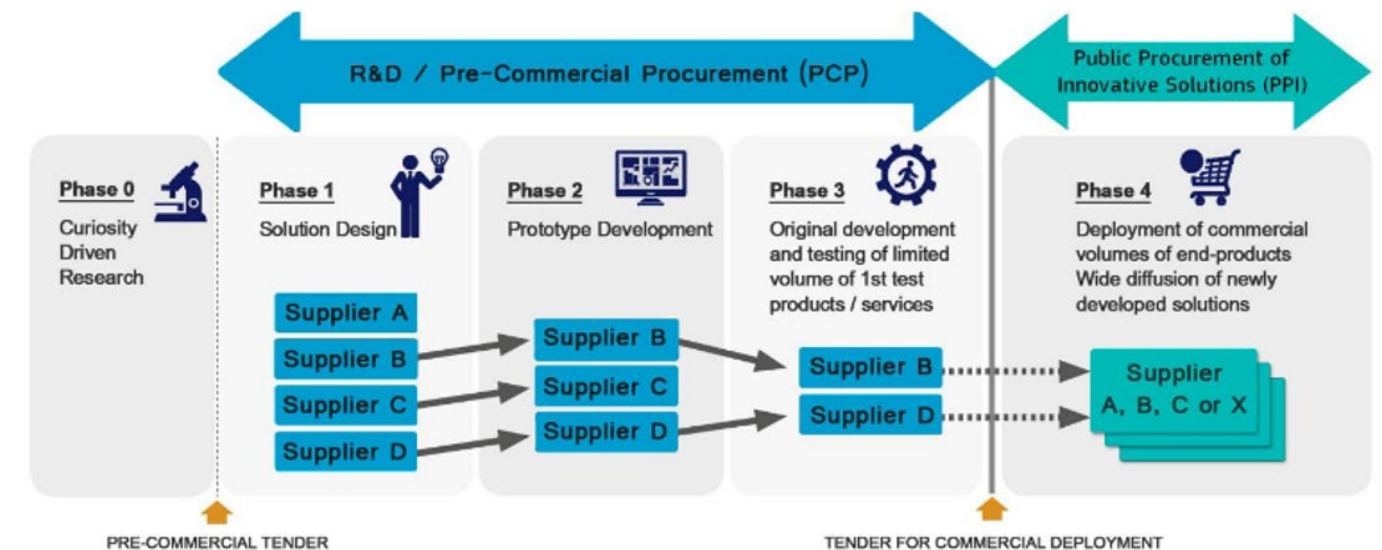 R&D / Pre-Commercial Procurement (PCP)
Public Procurement of
Innovative Solutions (PPI)
Phase 0
Curiosity
Driven
Research
Phase 1
Solution Design
Supplier A
Supplier B
Supplier C
Supplier D
Phase 2
Prototype Development
Supplier B
Supplier C
Supplier D
Phase 3
Original development
and testing of limited
volume of 1st test
products / services
Supplier B
Supplier D
Phase 4
Deployment of commercial
volumes of end-products
Wide diffusion of newly
developed solutions
Supplier
A, B, C or X
PRE-COMMERCIAL TENDER
TENDER FOR COMMERCIAL DEPLOYMENT